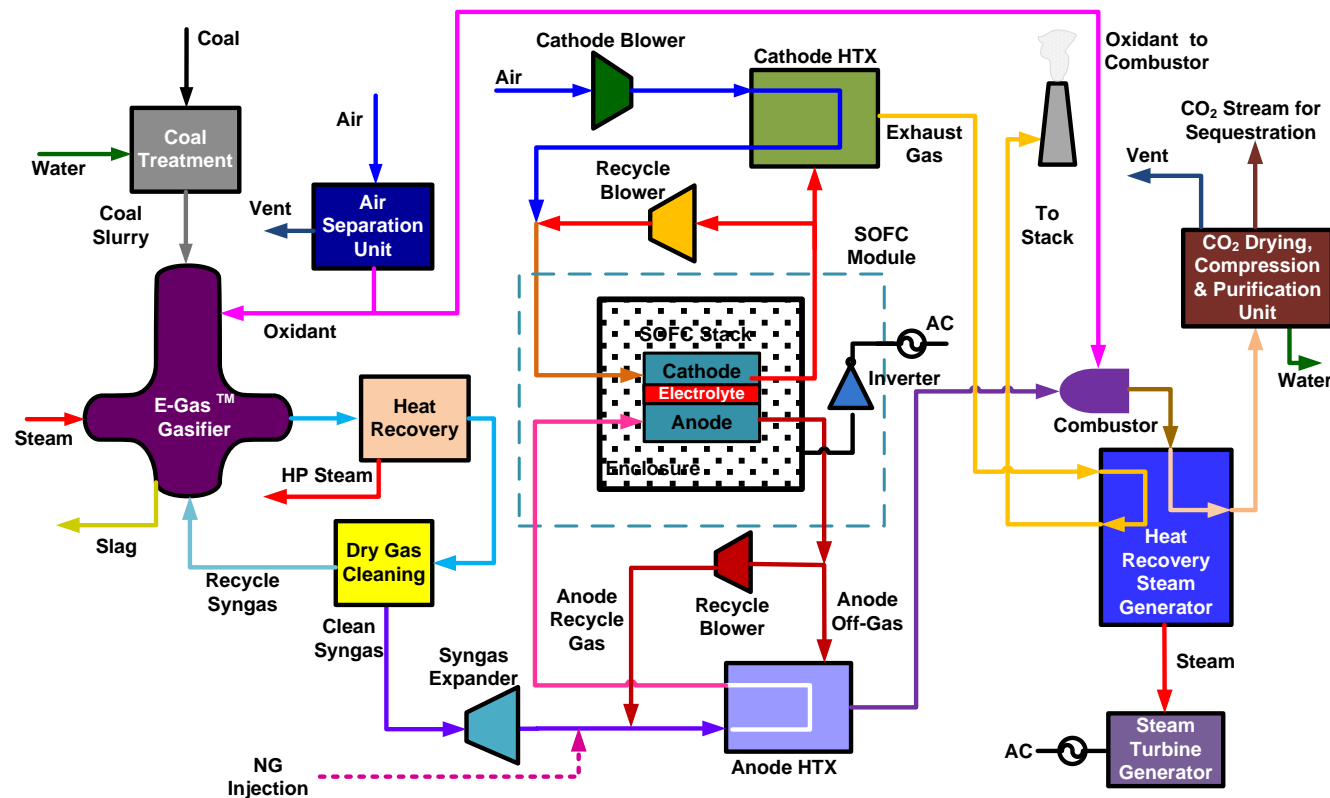 Coal
Cathode Blower
Cathode HTX
Oxidant to
Combustor
Air
CO₂ Stream for
Sequestration
Air
Coal
Treatment
Water
Exhaust
Gas
Vent
Recycle
Blower
Coal
Slurry
Vent
Air
Separation
Unit
To
Stack
SOFC
Module
CO₂ Drying,
Compression
& Purification
Unit
Oxidant
SOFC Stack
AC
Cathode
Electrolyte
Anode
Inverter
Water
E-Gas ™
Gasifier
Heat
Recovery
Steam
Combustor
Enclosure
HP Steam
Slag
Dry Gas
Cleaning
Heat
Recovery
Steam
Generator
Recycle
Syngas
Anode
Recycle
Gas
Recycle
Blower
Anode
Off-Gas
Clean
Syngas
Syngas
Expander
Steam
Steam
Turbine
Generator
AC
NG
Injection
Anode HTX